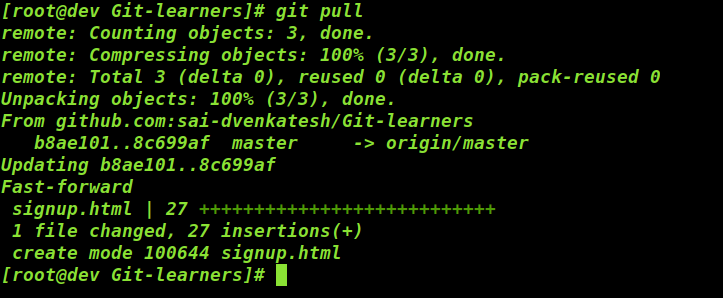 [root@dev Git-learners]# git pull
remote: Counting objects: 3, done.
remote: Compressing objects: 100% (3/3), done.
remote: Total 3 (delta 0), reused 0 (delta 0), pack-reused 0
Unpacking objects: 100% (3/3), done.
From github.com:sai-dvenkatesh/Git-learners
   b8ae101..8c699af  master     -> origin/master
Updating b8ae101..8c699af
Fast-forward
 signup.html | 27 +++++++++++++++++++++++++++
 1 file changed, 27 insertions(+)
 create mode 100644 signup.html
[root@dev Git-learners]#